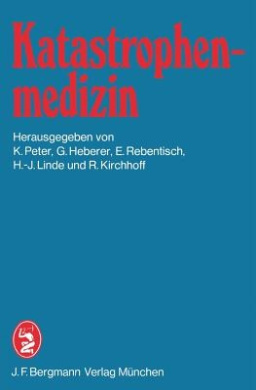 Katastrophen-
medizin
Herausgegeben von
K. Peter, G. Heberer, E. Rebentisch,
H.-J. Linde und R. Kirchhoff
J. F. Bergmann Verlag München